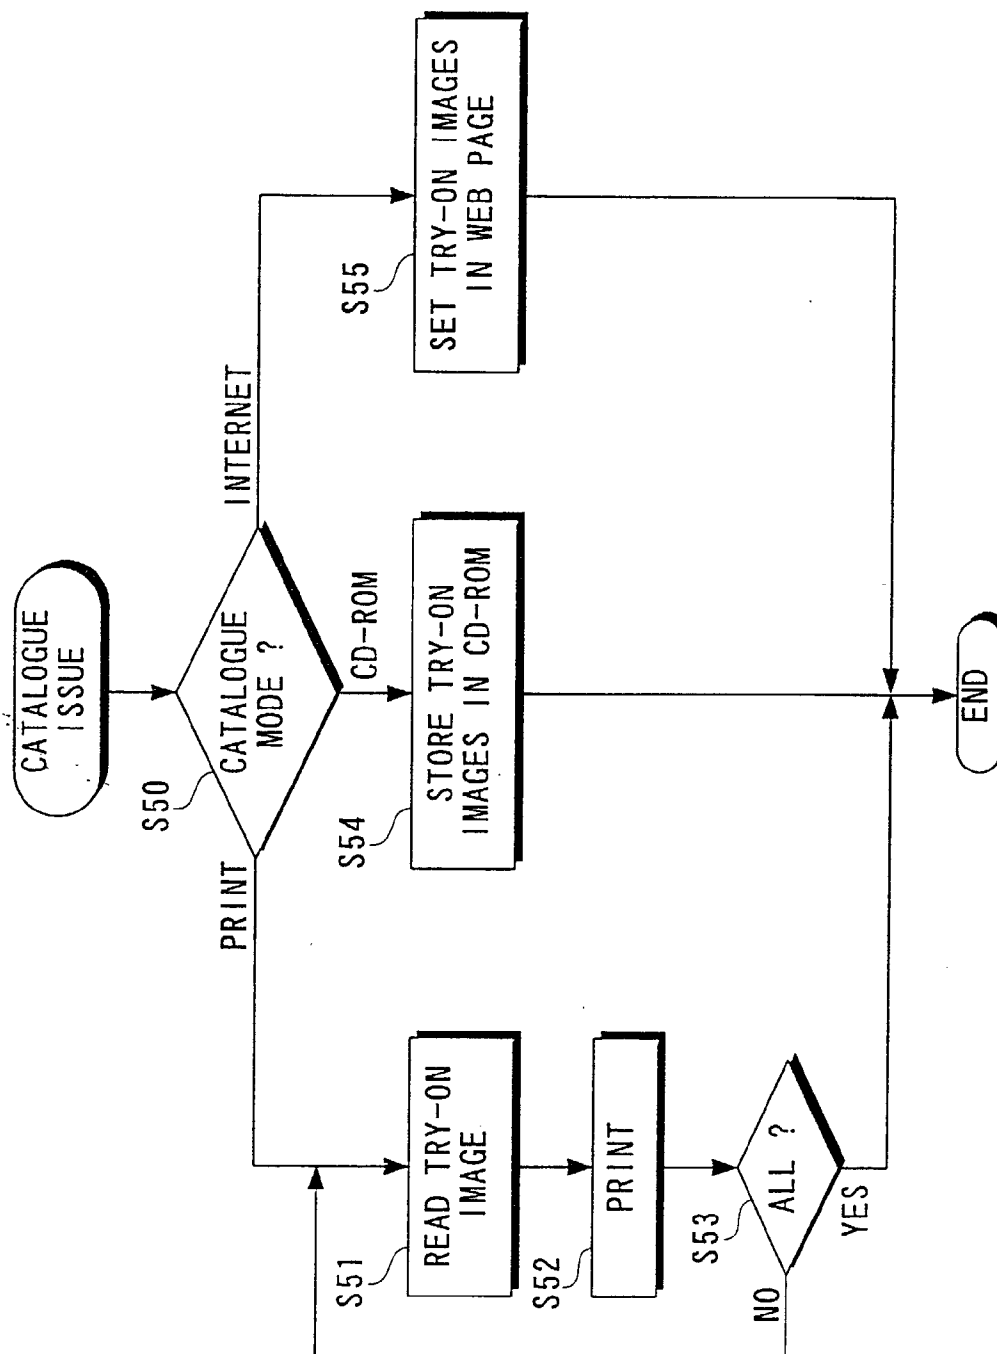 CATALOGUE
ISSUE
S50
CATALOGUE
MODE ?
PRINT
CD-ROM
INTERNET
S51
READ TRY-ON
IMAGE
S54
STORE TRY-ON
IMAGES IN CD-ROM
S55
SET TRY-ON IMAGES
IN WEB PAGE
S52
PRINT
S53
ALL ?
NO
YES
END